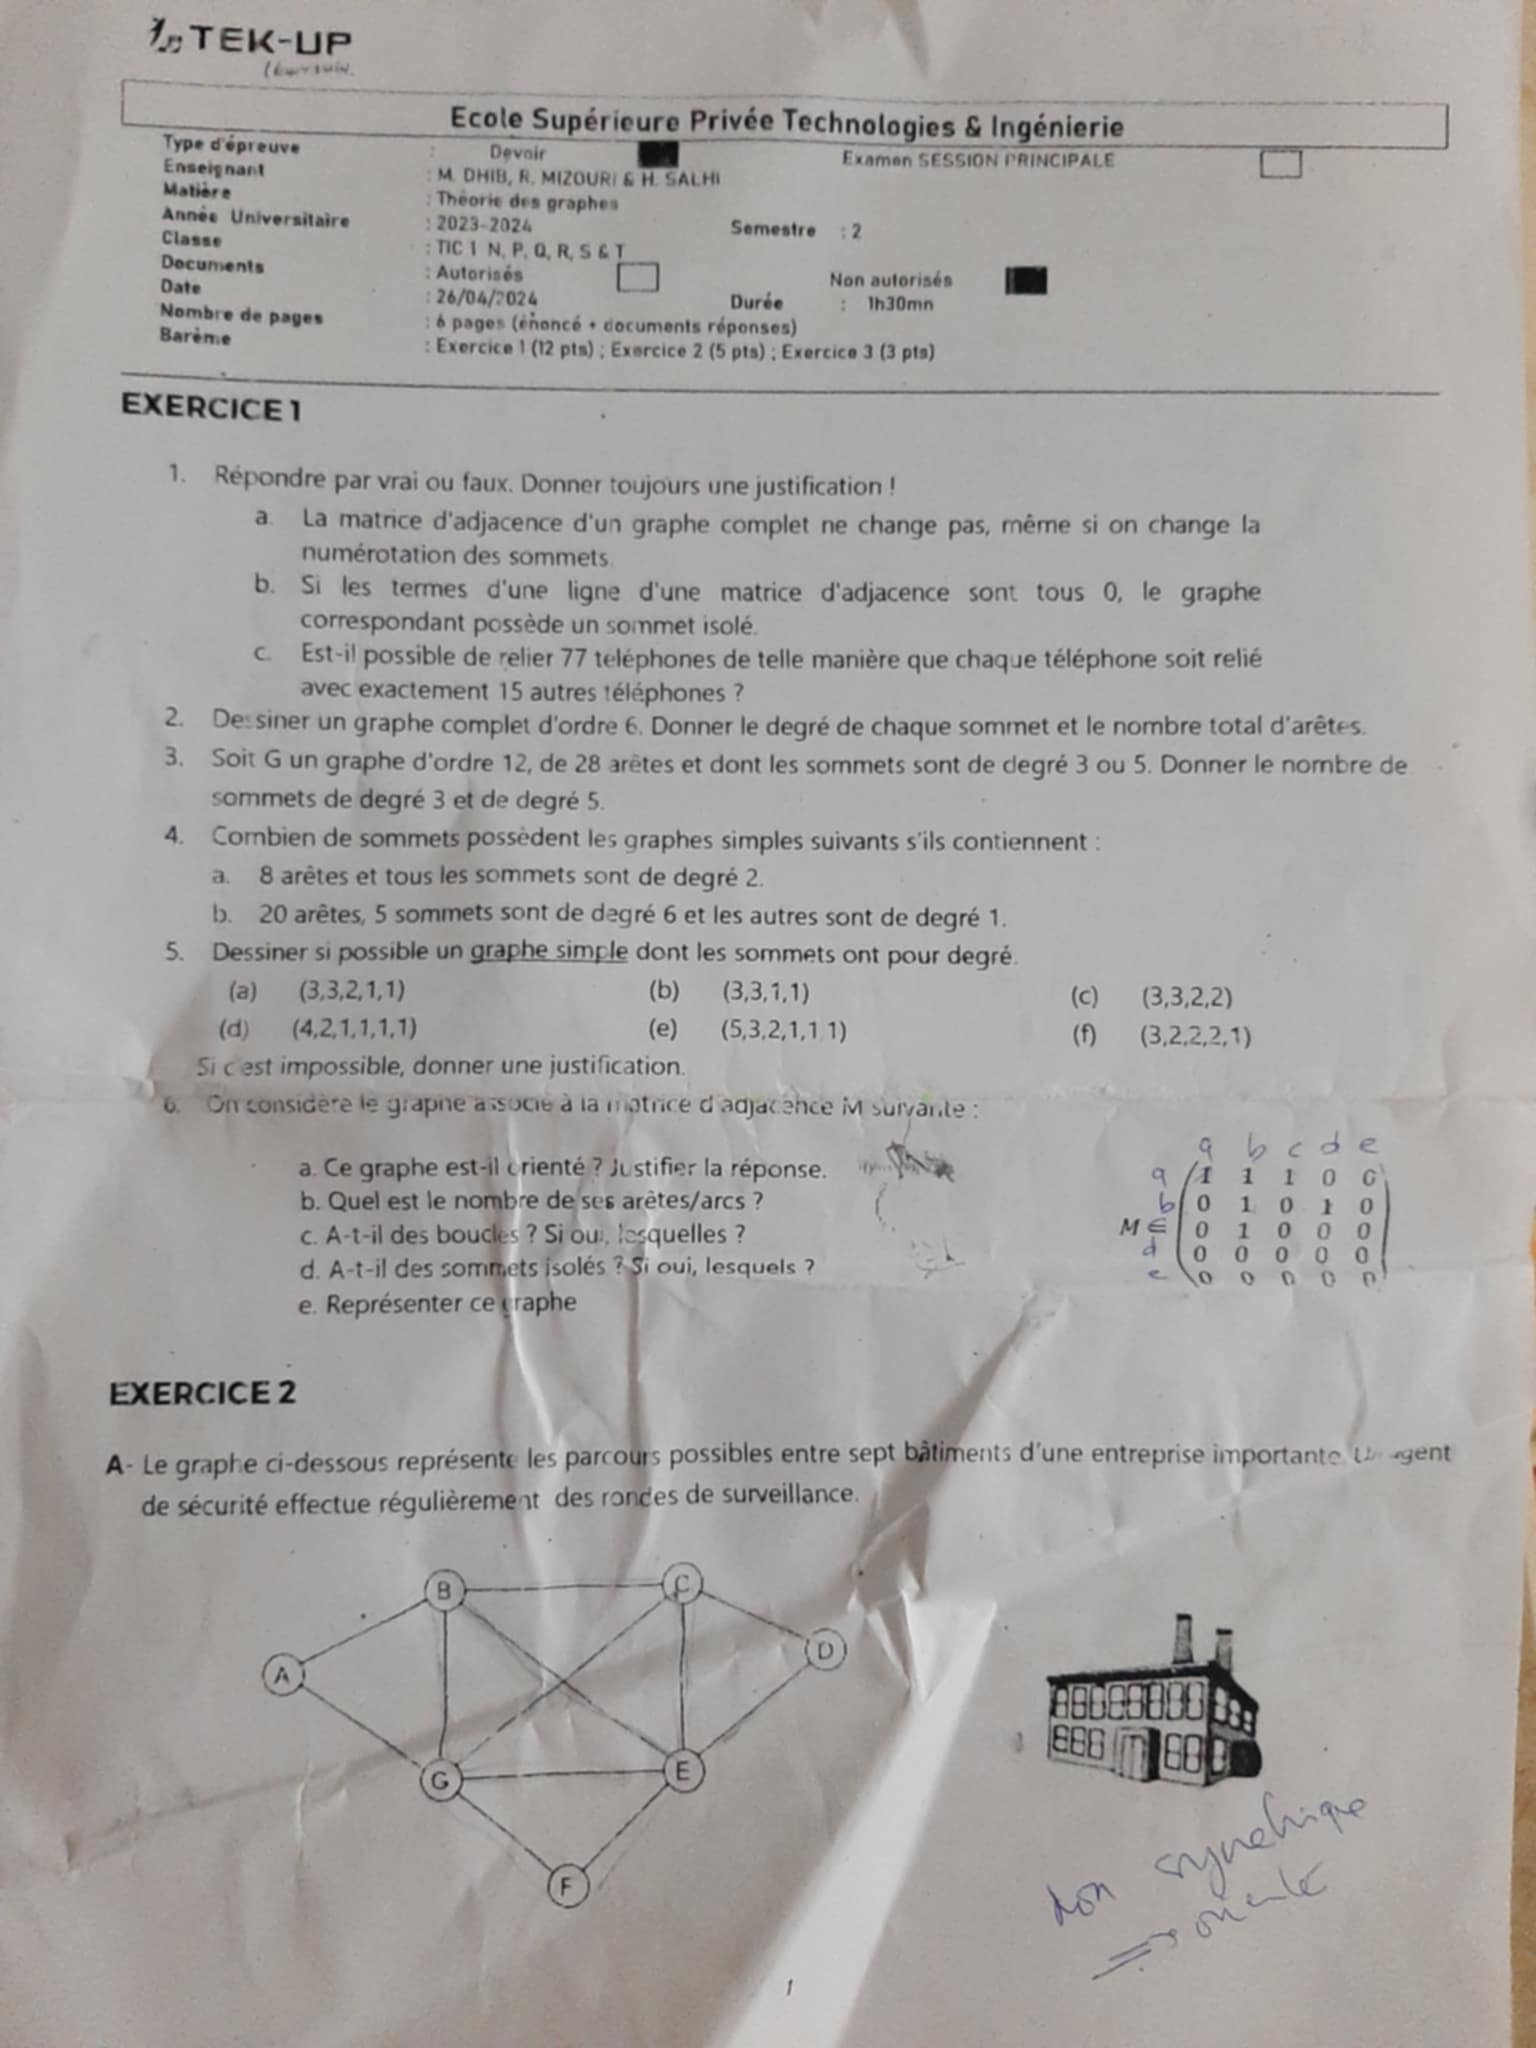 TEK-UP
Ecole Supérieure Privée Technologies & Ingénierie
Type d'épreuve : Devoir Examen SESSION PRINCIPALE
Enseignant : M. DHIB, R. MIZOURI & H. SALHI
Matière : Théorie des graphes
Année Universitaire : 2023-2024 Semestre : 2
Classe : TIC 1 N, P, Q, R, S & T
Documents : Autorisés Non autorisés
Date : 26/04/2024 Durée : 1h30mn
Nombre de pages : 6 pages (énoncé + documents réponses)
Barème : Exercice 1 (12 pts) ; Exercice 2 (5 pts) ; Exercice 3 (3 pts)
EXERCICE 1
1. Répondre par vrai ou faux. Donner toujours une justification !
a. La matrice d'adjacence d'un graphe complet ne change pas, même si on change la
numérotation des sommets.
b. Si les termes d'une ligne d'une matrice d'adjacence sont tous 0, le graphe
correspondant possède un sommet isolé.
c. Est-il possible de relier 77 téléphones de telle manière que chaque téléphone soit relié
avec exactement 15 autres téléphones ?
2. Dessiner un graphe complet d'ordre 6. Donner le degré de chaque sommet et le nombre total d'arêtes.
3. Soit G un graphe d'ordre 12, de 28 arêtes et dont les sommets sont de degré 3 ou 5. Donner le nombre de
sommets de degré 3 et de degré 5.
4. Combien de sommets possèdent les graphes simples suivants s'ils contiennent :
a. 8 arêtes et tous les sommets sont de degré 2.
b. 20 arêtes, 5 sommets sont de degré 6 et les autres sont de degré 1.
5. Dessiner si possible un graphe simple dont les sommets ont pour degré.
(a) (3,3,2,1,1) (b) (3,3,1,1) (c) (3,3,2,2)
(d) (4,2,1,1,1,1) (e) (5,3,2,1,1,1) (f) (3,2,2,2,1)
Si c'est impossible, donner une justification.
6. On considère le graphe associé à la matrice d'adjacence M suivante :
a b c d e
a. Ce graphe est-il orienté ? Justifier la réponse. a 1 1 1 0 0
b. Quel est le nombre de ses arêtes/arcs ? b 0 1 0 1 0
c. A-t-il des boucles ? Si oui, lesquelles ? M = 0 1 0 0 0
d. A-t-il des sommets isolés ? Si oui, lesquels ? d 0 0 0 0 0
e 0 0 0 0 0
e. Représenter ce graphe
EXERCICE 2
A- Le graphe ci-dessous représente les parcours possibles entre sept bâtiments d'une entreprise importante. Un agent
de sécurité effectue régulièrement des rondes de surveillance.
B C
A D
G E
F
non symetrique
⇒ orienté
1